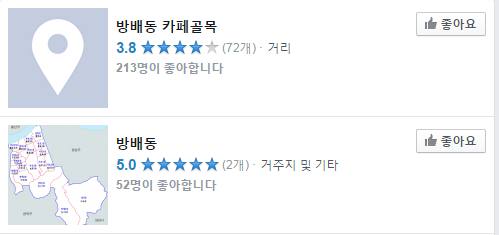 방배동 카페골목
좋아요
3.8 ★★★★★ (72개) · 거리
213명이 좋아합니다
방배동
좋아요
5.0 ★★★★★ (2개) · 거주지 및 기타
52명이 좋아합니다